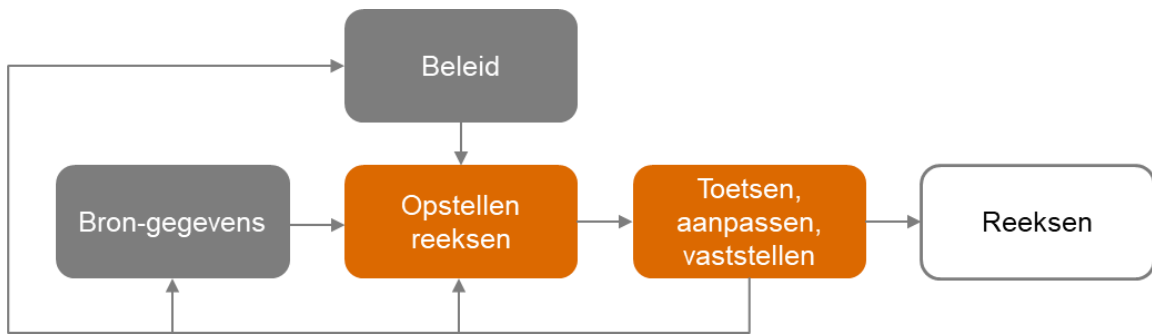 Beleid
Bron-gegevens
Opstellen
reeksen
Toetsen,
aanpassen,
vaststellen
Reeksen